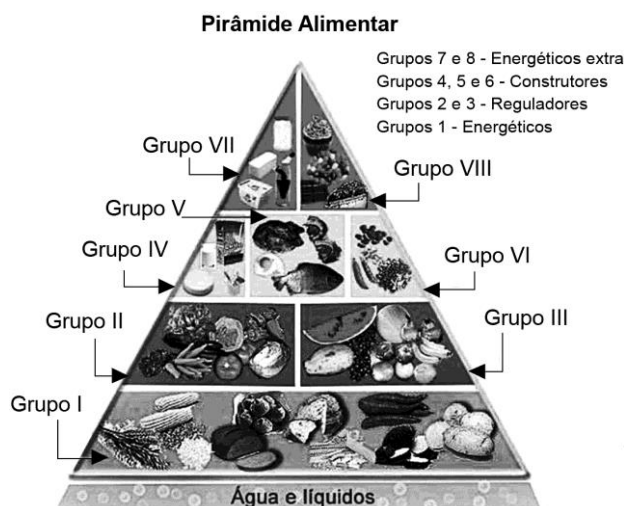 Pirâmide Alimentar
Grupos 7 e 8 - Energéticos extra
Grupos 4, 5 e 6 - Construtores
Grupos 2 e 3 - Reguladores
Grupos 1 - Energéticos
Grupo VII
Grupo VIII
Grupo V
Grupo IV
Grupo VI
Grupo II
Grupo III
Grupo I
Água e líquidos